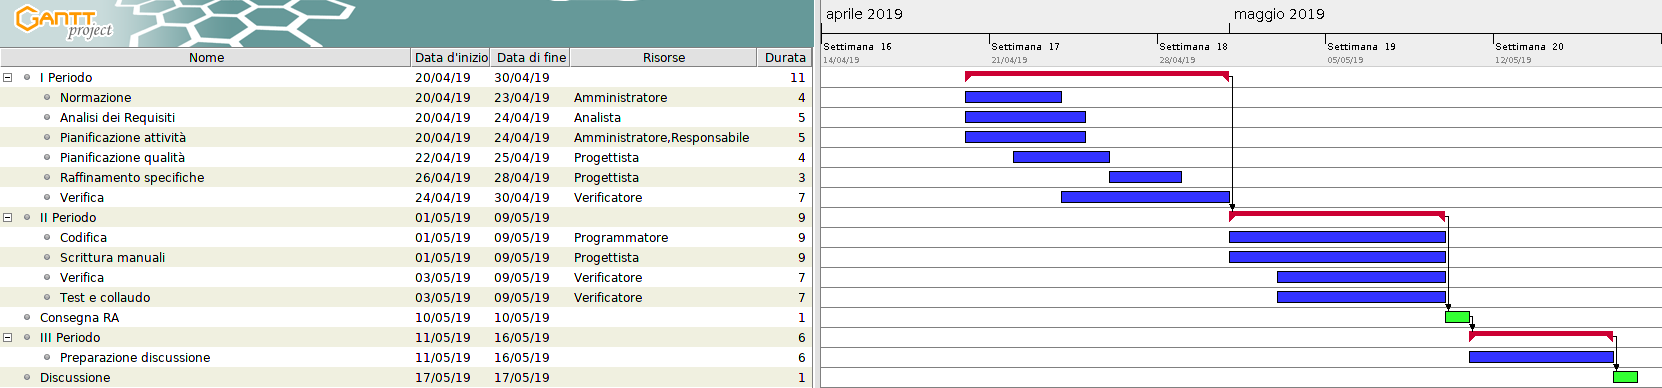 GANTT project
aprile 2019 maggio 2019
Settimana 16 Settimana 17 Settimana 18 Settimana 19 Settimana 20
14/04/19 21/04/19 28/04/19 05/05/19 12/05/19
Nome Data d'inizio Data di fine Risorse Durata
I Periodo 20/04/19 30/04/19 11
Normazione 20/04/19 23/04/19 Amministratore 4
Analisi dei Requisiti 20/04/19 24/04/19 Analista 5
Pianificazione attività 20/04/19 24/04/19 Amministratore,Responsabile 5
Pianificazione qualità 22/04/19 25/04/19 Progettista 4
Raffinamento specifiche 26/04/19 28/04/19 Progettista 3
Verifica 24/04/19 30/04/19 Verificatore 7
II Periodo 01/05/19 09/05/19 9
Codifica 01/05/19 09/05/19 Programmatore 9
Scrittura manuali 01/05/19 09/05/19 Progettista 9
Verifica 03/05/19 09/05/19 Verificatore 7
Test e collaudo 03/05/19 09/05/19 Verificatore 7
Consegna RA 10/05/19 10/05/19 1
III Periodo 11/05/19 16/05/19 6
Preparazione discussione 11/05/19 16/05/19 6
Discussione 17/05/19 17/05/19 1